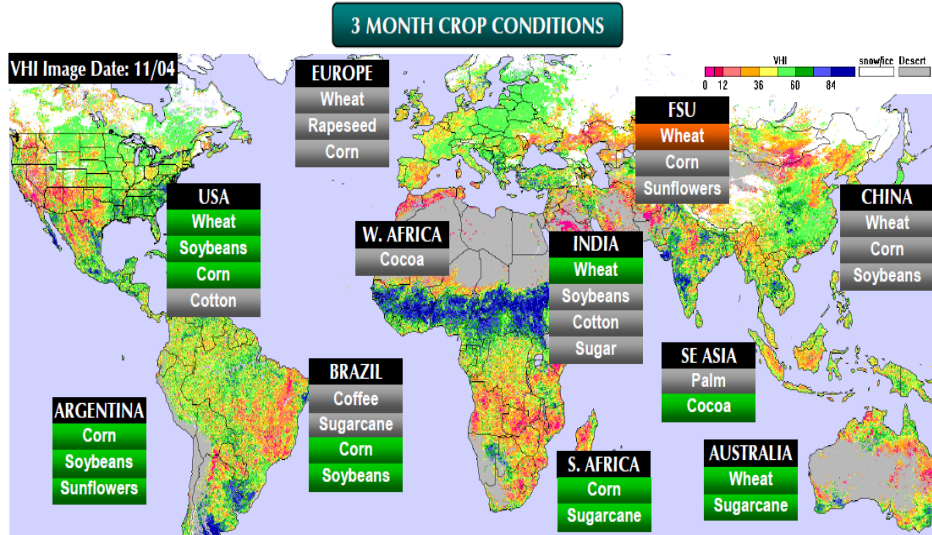 3 MONTH CROP CONDITIONS
VHI Image Date: 11/04
VHI
snow/ice Desert
0 12 36 60 84
EUROPE
Wheat
Rapeseed
Corn
FSU
Wheat
Corn
Sunflowers
USA
Wheat
Soybeans
Corn
Cotton
CHINA
Wheat
Corn
Soybeans
W. AFRICA
Cocoa
INDIA
Wheat
Soybeans
Cotton
Sugar
SE ASIA
Palm
Cocoa
BRAZIL
Coffee
Sugarcane
Corn
Soybeans
ARGENTINA
Corn
Soybeans
Sunflowers
S. AFRICA
Corn
Sugarcane
AUSTRALIA
Wheat
Sugarcane